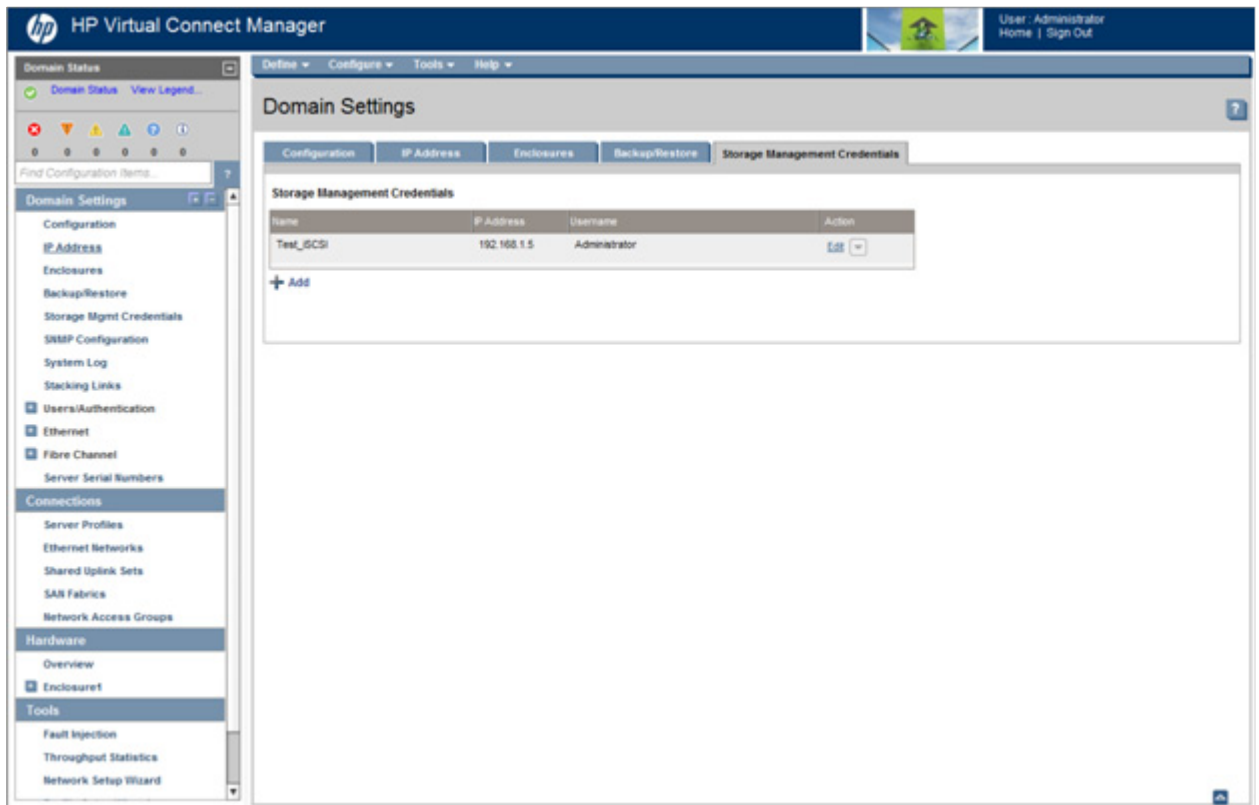 hp HP Virtual Connect Manager
User : Administrator
Home | Sign Out
Domain Status
Domain Status View Legend...
0 0 0 0 0 0
Find Configuration Items... ?
Domain Settings
Configuration
IP Address
Enclosures
Backup/Restore
Storage Mgmt Credentials
SNMP Configuration
System Log
Stacking Links
Users/Authentication
Ethernet
Fibre Channel
Server Serial Numbers
Connections
Server Profiles
Ethernet Networks
Shared Uplink Sets
SAN Fabrics
Network Access Groups
Hardware
Overview
Enclosure1
Tools
Fault Injection
Throughput Statistics
Network Setup Wizard
Define Configure Tools Help
Domain Settings ?
Configuration IP Address Enclosures Backup/Restore Storage Management Credentials
Storage Management Credentials
Name IP Address Username Action
Test_iSCSI 192.168.1.5 Administrator Edit
+ Add